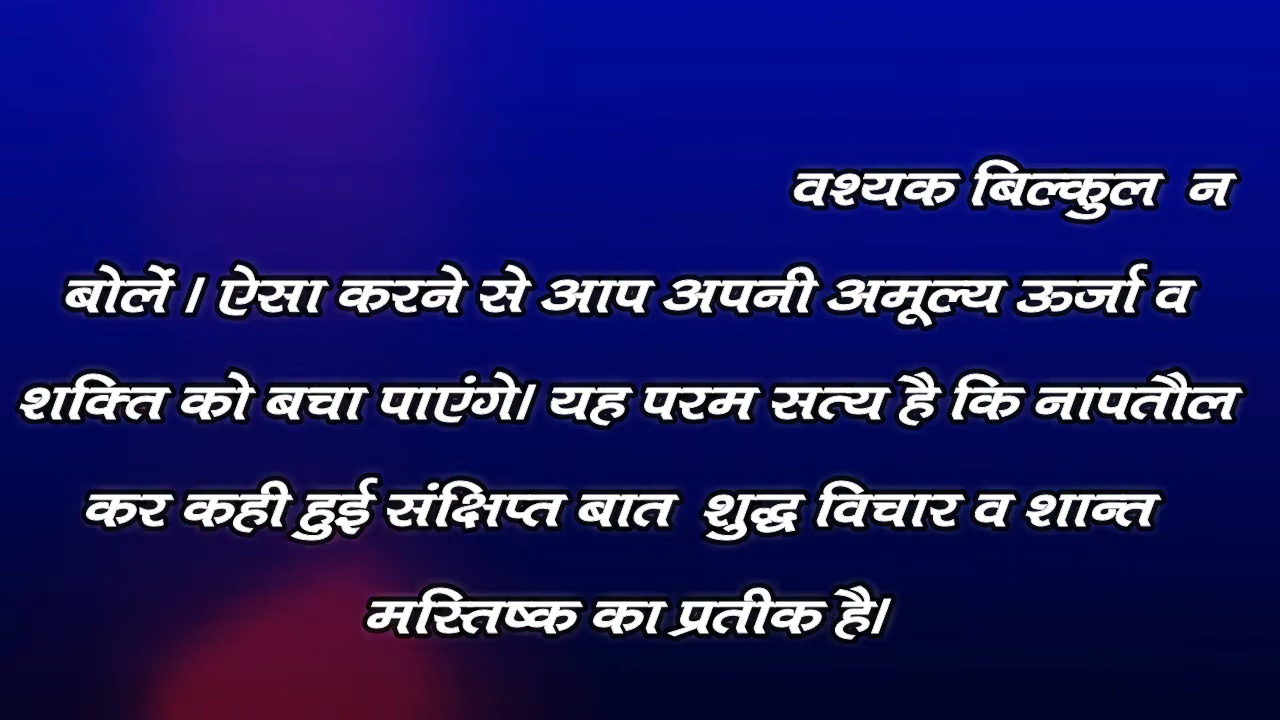 वश्यक बिल्कुल न
बोलें । ऐसा करने से आप अपनी अमूल्य ऊर्जा व
शक्ति को बचा पाएंगे। यह परम सत्य है कि नापतौल
कर कही हुई संक्षिप्त बात शुद्ध विचार व शान्त
मस्तिष्क का प्रतीक है।